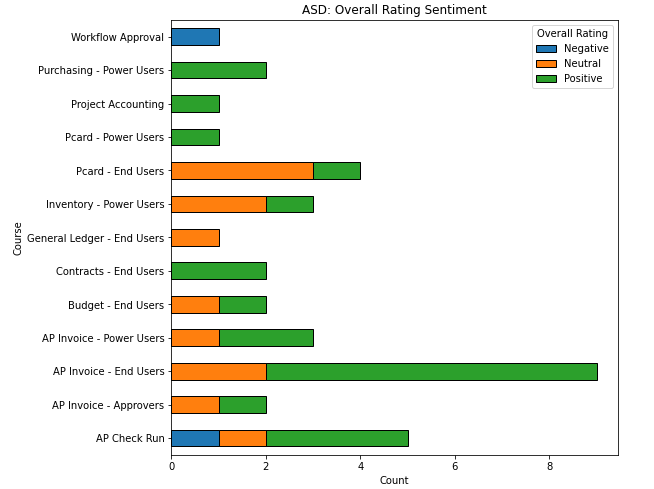 ASD: Overall Rating Sentiment
Overall Rating
Negative
Neutral
Positive
Course
Workflow Approval
Purchasing - Power Users
Project Accounting
Pcard - Power Users
Pcard - End Users
Inventory - Power Users
General Ledger - End Users
Contracts - End Users
Budget - End Users
AP Invoice - Power Users
AP Invoice - End Users
AP Invoice - Approvers
AP Check Run
0 2 4 6 8
Count